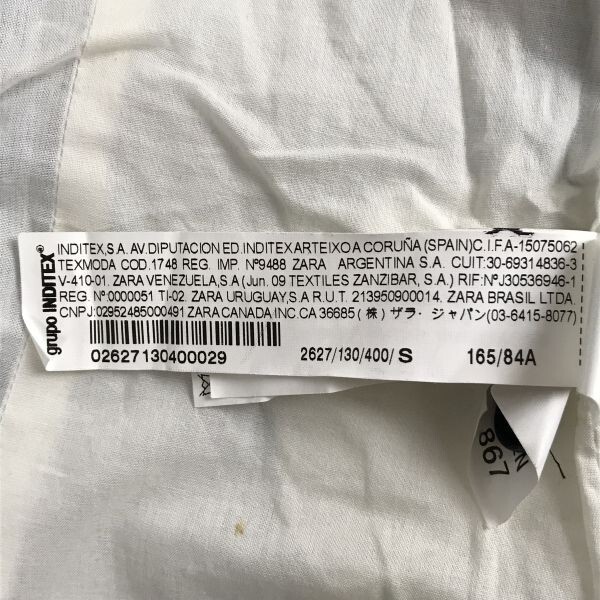 grupo INDITEX®
INDITEX,S.A. AV.DIPUTACION ED.INDITEX ARTEIXO A CORUÑA (SPAIN)C.I.F.A-15075062
TEXMODA COD.1748 REG. IMP. Nº9488 ZARA ARGENTINA S.A. CUIT:30-69314836-3
V-410-01. ZARA VENEZUELA,S.A (Jun. 09 TEXTILES ZANZIBAR, S.A.) RIF:NºJ30536946-1
REG. Nº:0000051 TI-02. ZARA URUGUAY,S.A R.U.T. 213950900014. ZARA BRASIL LTDA.
CNPJ:02952485000491 ZARA CANADA INC.CA 36685 (株) ザラ・ジャパン(03-6415-8077)
02627130400029 2627/130/400/ S 165/84A
867